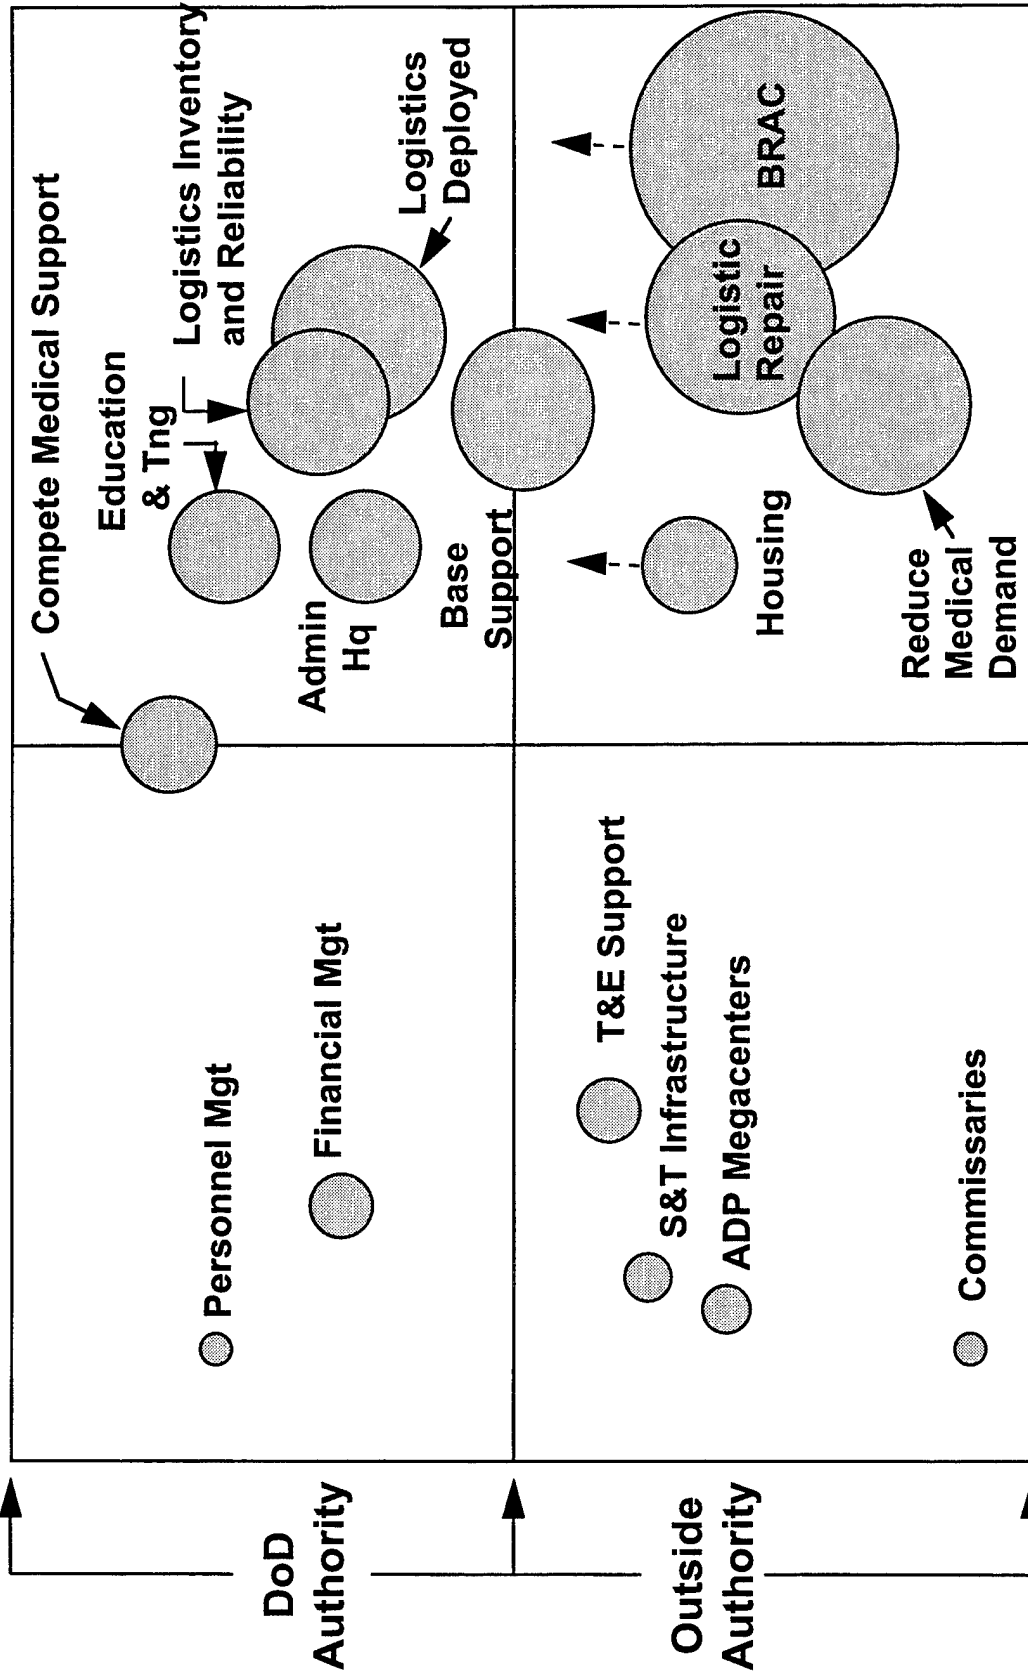 DoD
Authority
Outside
Authority
Personnel Mgt
Financial Mgt
Compete Medical Support
Education
& Tng
Logistics Inventory
and Reliability
Logistics
Deployed
Admin
Hq
Base
Support
T&E Support
S&T Infrastructure
ADP Megacenters
Commissaries
Housing
Reduce
Medical
Demand
Logistic
Repair
BRAC